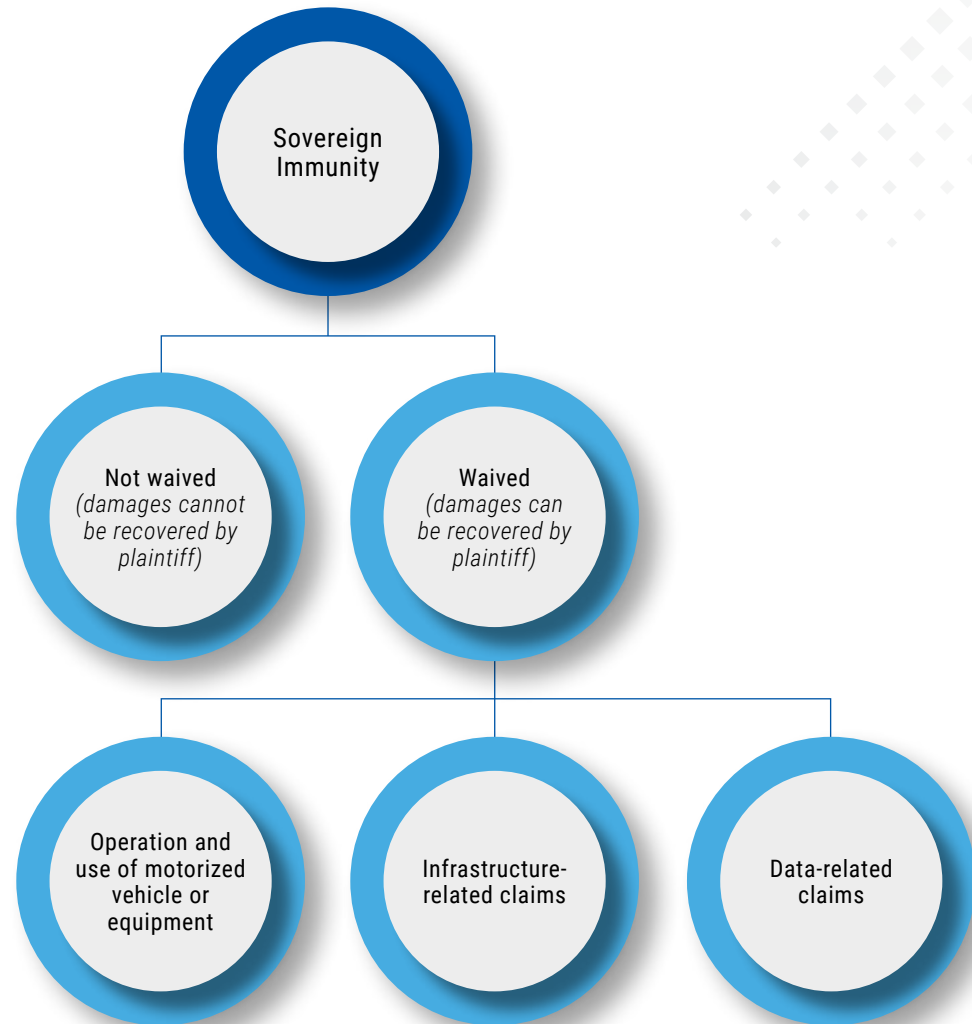 Sovereign
Immunity
Not waived
(damages cannot
be recovered by
plaintiff)
Waived
(damages can
be recovered by
plaintiff)
Operation and
use of motorized
vehicle or
equipment
Infrastructure-
related claims
Data-related
claims